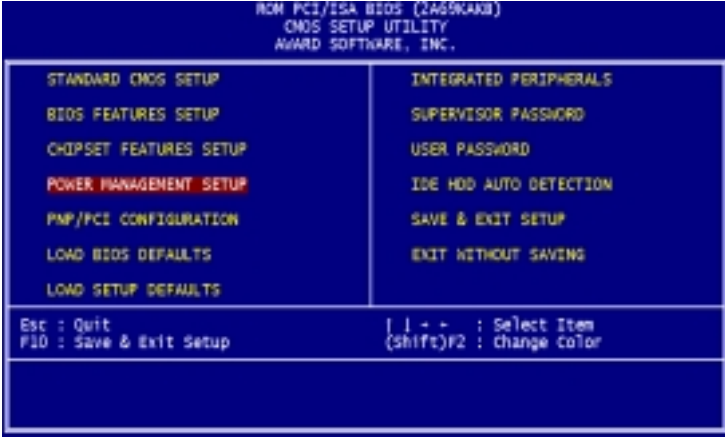 ROM PCI/ISA BIOS (2A69KAKB)
CMOS SETUP UTILITY
AWARD SOFTWARE, INC.
STANDARD CMOS SETUP
BIOS FEATURES SETUP
CHIPSET FEATURES SETUP
POWER MANAGEMENT SETUP
PNP/PCI CONFIGURATION
LOAD BIOS DEFAULTS
LOAD SETUP DEFAULTS
INTEGRATED PERIPHERALS
SUPERVISOR PASSWORD
USER PASSWORD
IDE HDD AUTO DETECTION
SAVE & EXIT SETUP
EXIT WITHOUT SAVING
Esc : Quit
F10 : Save & Exit Setup
: Select Item
(Shift)F2 : Change Color